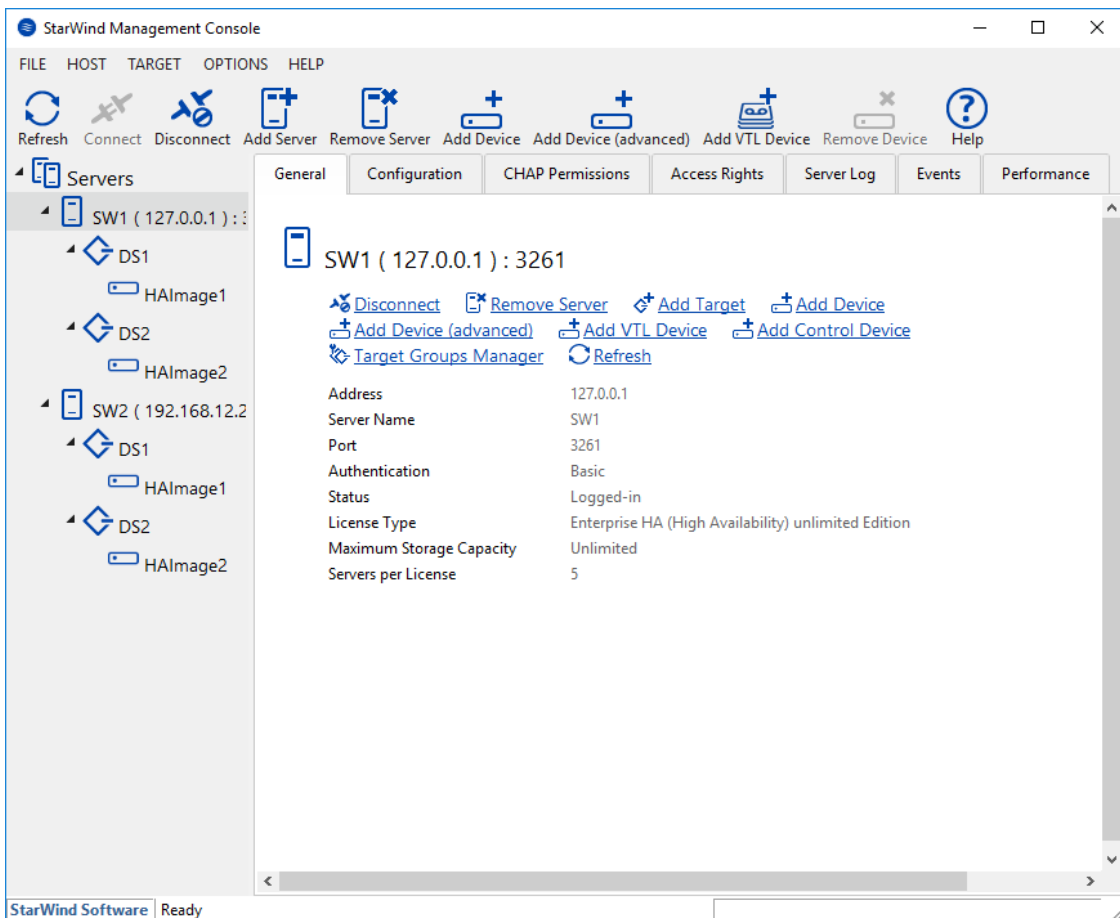 StarWind Management Console
FILE HOST TARGET OPTIONS HELP
Refresh Connect Disconnect Add Server Remove Server Add Device Add Device (advanced) Add VTL Device Remove Device Help
Servers
SW1 ( 127.0.0.1 ) :
DS1
HAImage1
DS2
HAImage2
SW2 ( 192.168.12.2
DS1
HAImage1
DS2
HAImage2
General Configuration CHAP Permissions Access Rights Server Log Events Performance
SW1 ( 127.0.0.1 ) : 3261
Disconnect Remove Server Add Target Add Device
Add Device (advanced) Add VTL Device Add Control Device
Target Groups Manager Refresh
Address 127.0.0.1
Server Name SW1
Port 3261
Authentication Basic
Status Logged-in
License Type Enterprise HA (High Availability) unlimited Edition
Maximum Storage Capacity Unlimited
Servers per License 5
StarWind Software Ready